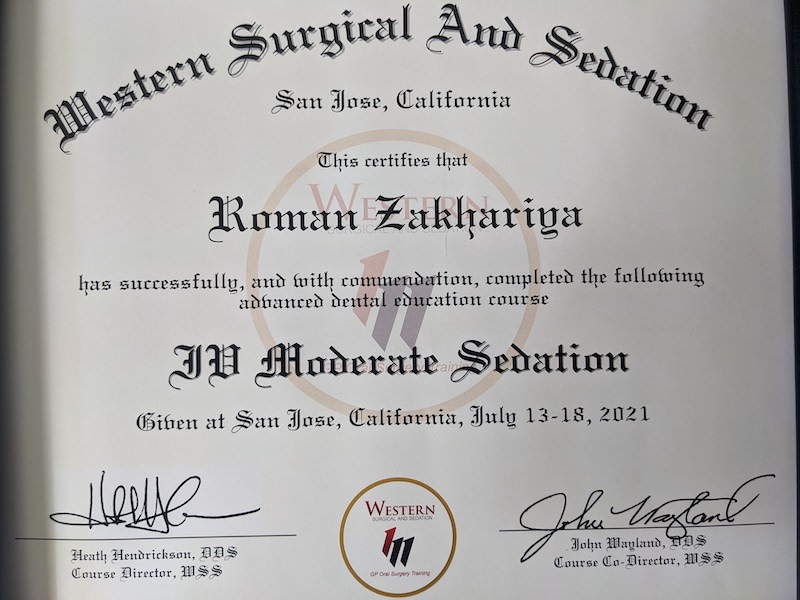 Western Surgical And Sedation
San Jose, California
This certifies that
Roman Zakhariya
has successfully, and with commendation, completed the following
advanced dental education course
IV Moderate Sedation
Given at San Jose, California, July 13-18, 2021
Heath Hendrickson, DDS
Course Director, WSS
WESTERN
SURGICAL AND SEDATION
GP Oral Surgery Training
John Wayland
John Wayland, DDS
Course Co-Director, WSS